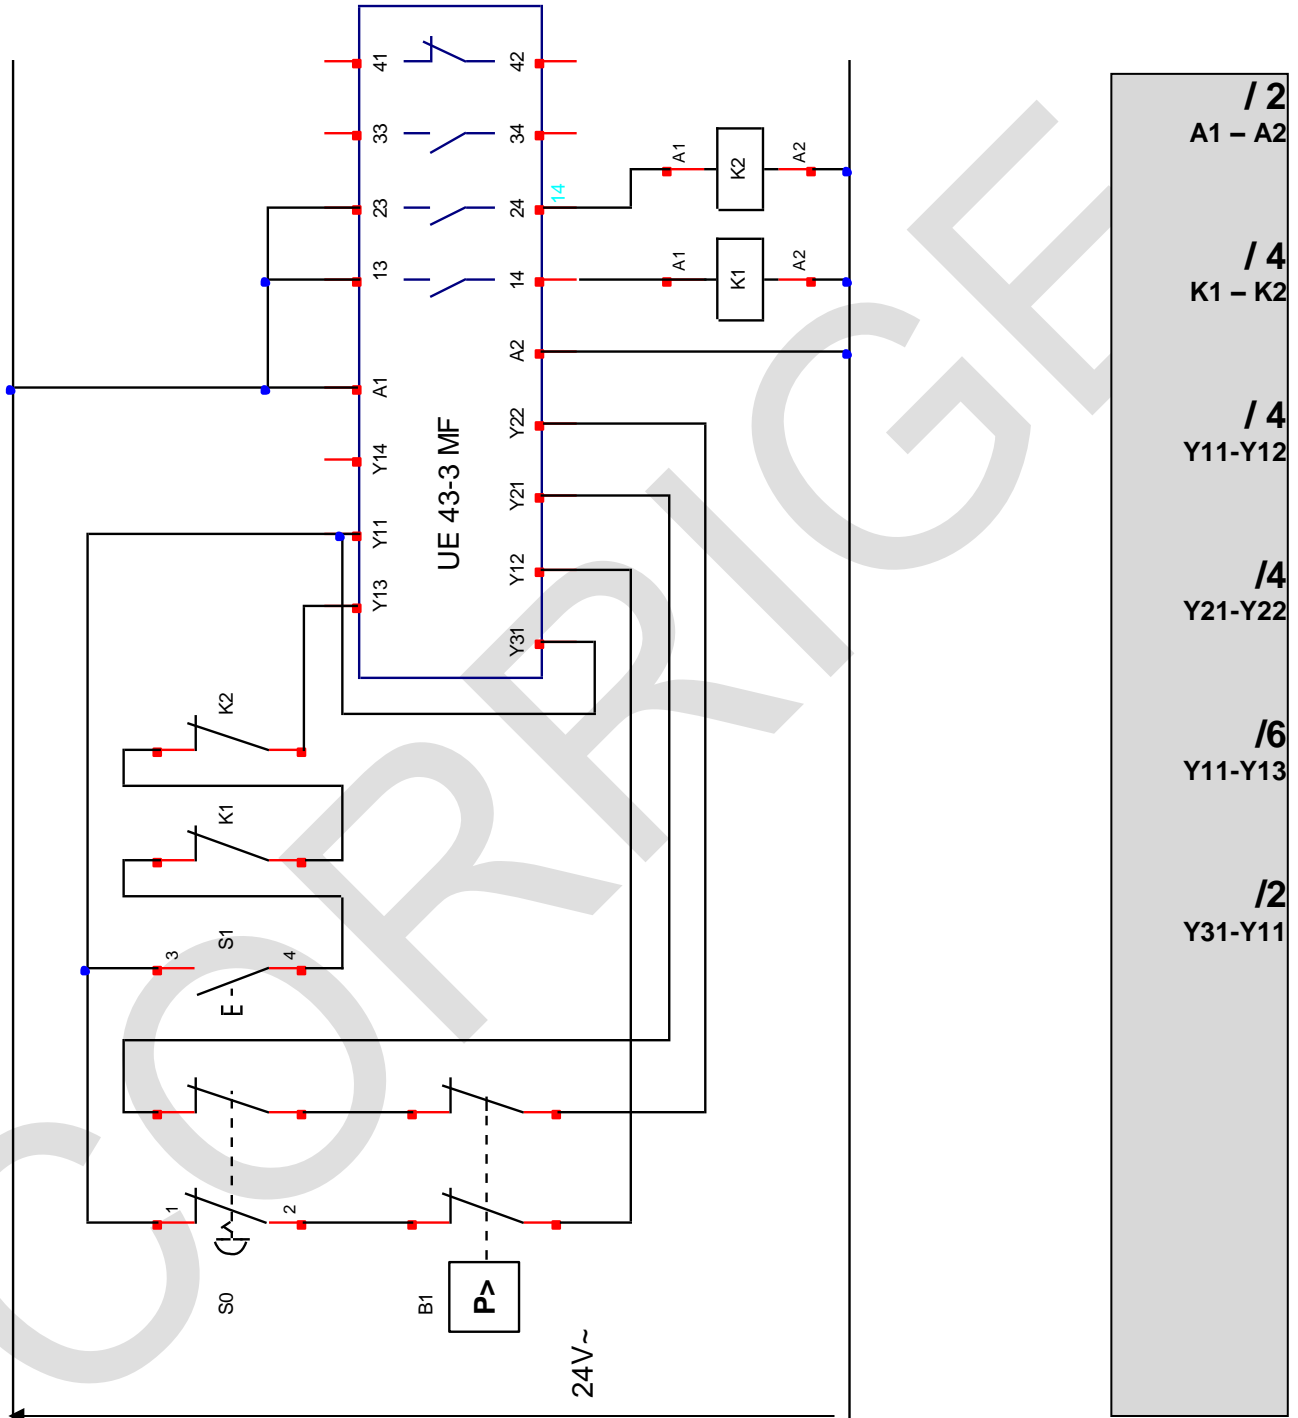 41
42
33
34
23
24
14
13
14
A1
K2
A2
A1
K1
A2
A2
A1
Y22
Y14
Y21
Y11
Y12
Y13
Y31
UE 43-3 MF
K2
K1
3
S1
4
E
1
2
S0
B1
P>
24V~
CORRIGE
/ 2
A1 – A2
/ 4
K1 – K2
/ 4
Y11-Y12
/4
Y21-Y22
/6
Y11-Y13
/2
Y31-Y11